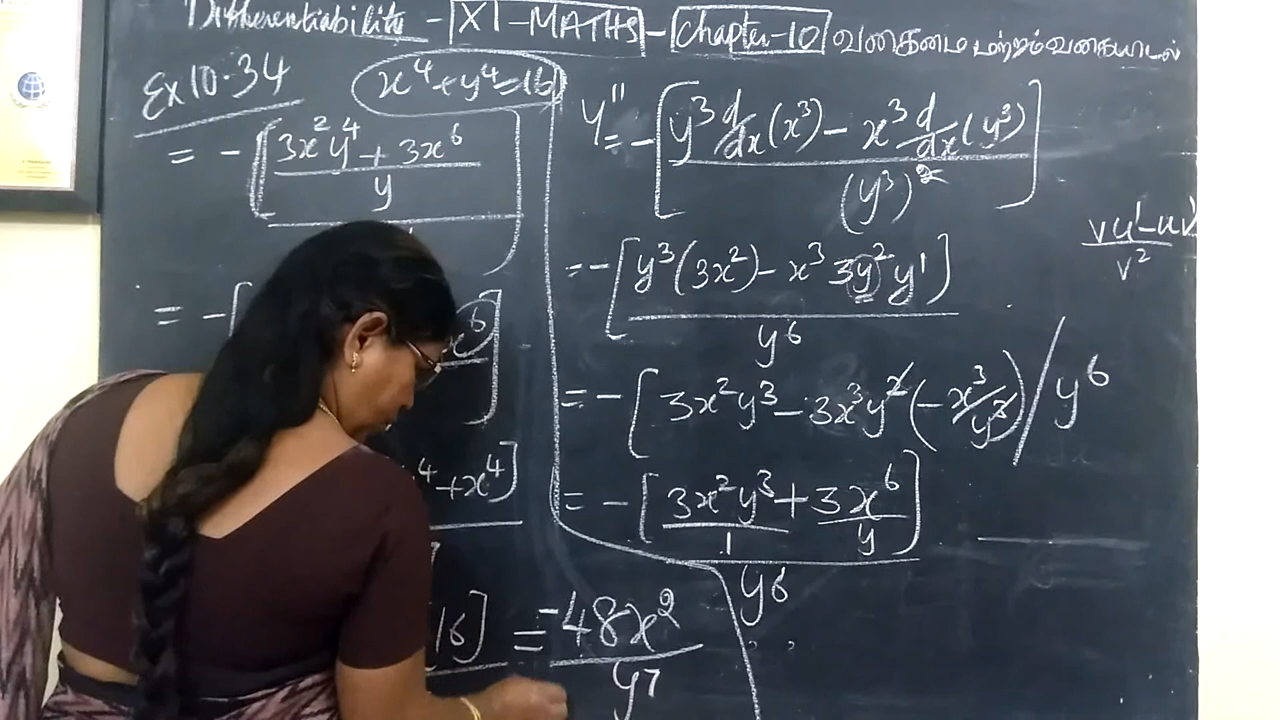 Differentiability - XI - MATHS - Chapter-10 வகைமை மற்றும் வகையிடல்
Ex 10.34
x⁴ + y⁴ = 16
= - [ (3x²y⁴ + 3x⁶) / y
= - [ x⁶ ]
⁴ + x⁴ ]
16 ] = -48x² / y⁷
y'' = - [ ( y³ d/dx (x³) - x³ d/dx (y³) ) / (y³)² ]
vu' - uv' / v²
= - [ y³(3x²) - x³ 3y² y' ] / y⁶
= - [ 3x²y³ - 3x³y² (- x³/y³) / y⁶
= - [ 3x²y³ / 1 + 3x⁶ / y ] / y⁶